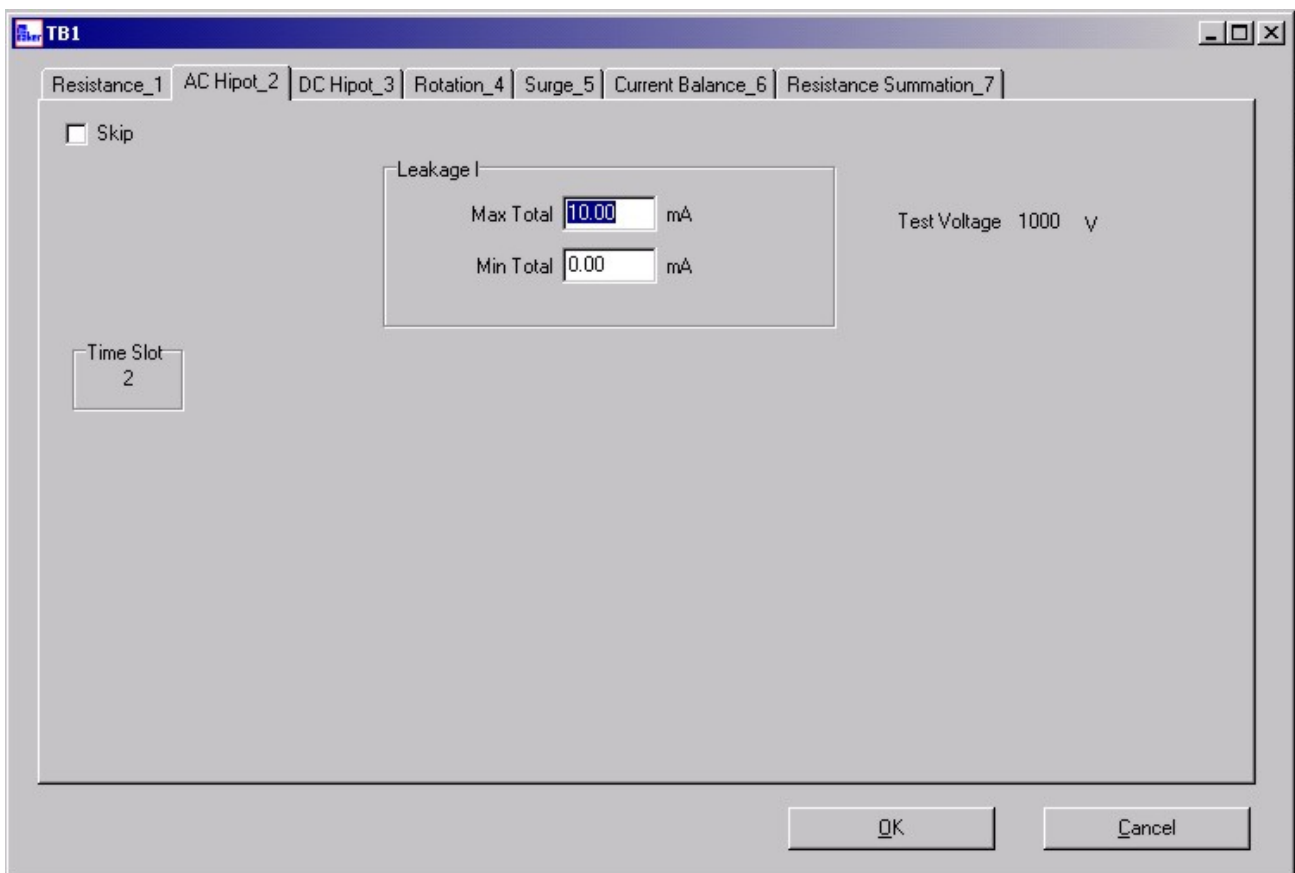 TB1
Resistance_1 AC Hipot_2 DC Hipot_3 Rotation_4 Surge_5 Current Balance_6 Resistance Summation_7
Skip
Leakage I
Max Total 10.00 mA
Test Voltage 1000 V
Min Total 0.00 mA
Time Slot
2
OK Cancel